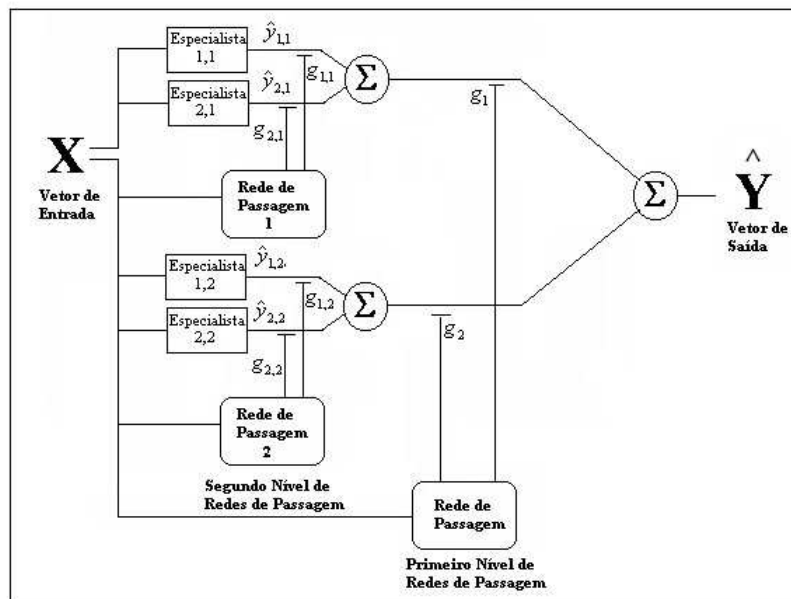 Especialista
1,1
ŷ1,1
g1,1
Especialista
2,1
ŷ2,1
g2,1
Σ
g1
X
Vetor de
Entrada
Rede de
Passagem
1
Σ
Ŷ
Vetor de
Saída
Especialista
1,2
ŷ1,2.
g1,2
Especialista
2,2
ŷ2,2
g2,2
Σ
g2
Rede de
Passagem
2
Segundo Nível de
Redes de Passagem
Rede de
Passagem
Primeiro Nível de
Redes de Passagem